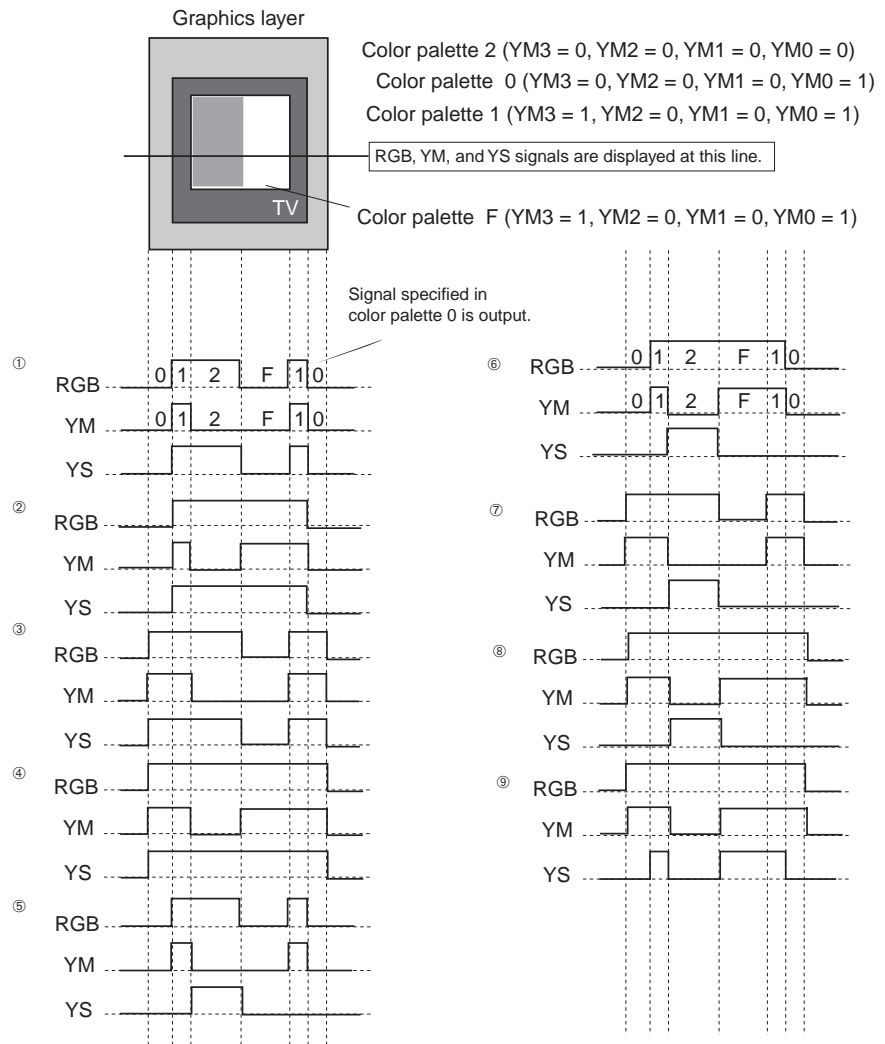 Graphics layer
Color palette 2 (YM3 = 0, YM2 = 0, YM1 = 0, YM0 = 0)
Color palette 0 (YM3 = 0, YM2 = 0, YM1 = 0, YM0 = 1)
Color palette 1 (YM3 = 1, YM2 = 0, YM1 = 0, YM0 = 1)
RGB, YM, and YS signals are displayed at this line.
TV
Color palette F (YM3 = 1, YM2 = 0, YM1 = 0, YM0 = 1)
Signal specified in
color palette 0 is output.
①
RGB 0 1 2 F 1 0
YM 0 1 2 F 1 0
YS
②
RGB
YM
YS
③
RGB
YM
YS
④
RGB
YM
YS
⑤
RGB
YM
YS
⑥
RGB 0 1 2 F 1 0
YM 0 1 2 F 1 0
YS
⑦
RGB
YM
YS
⑧
RGB
YM
YS
⑨
RGB
YM
YS